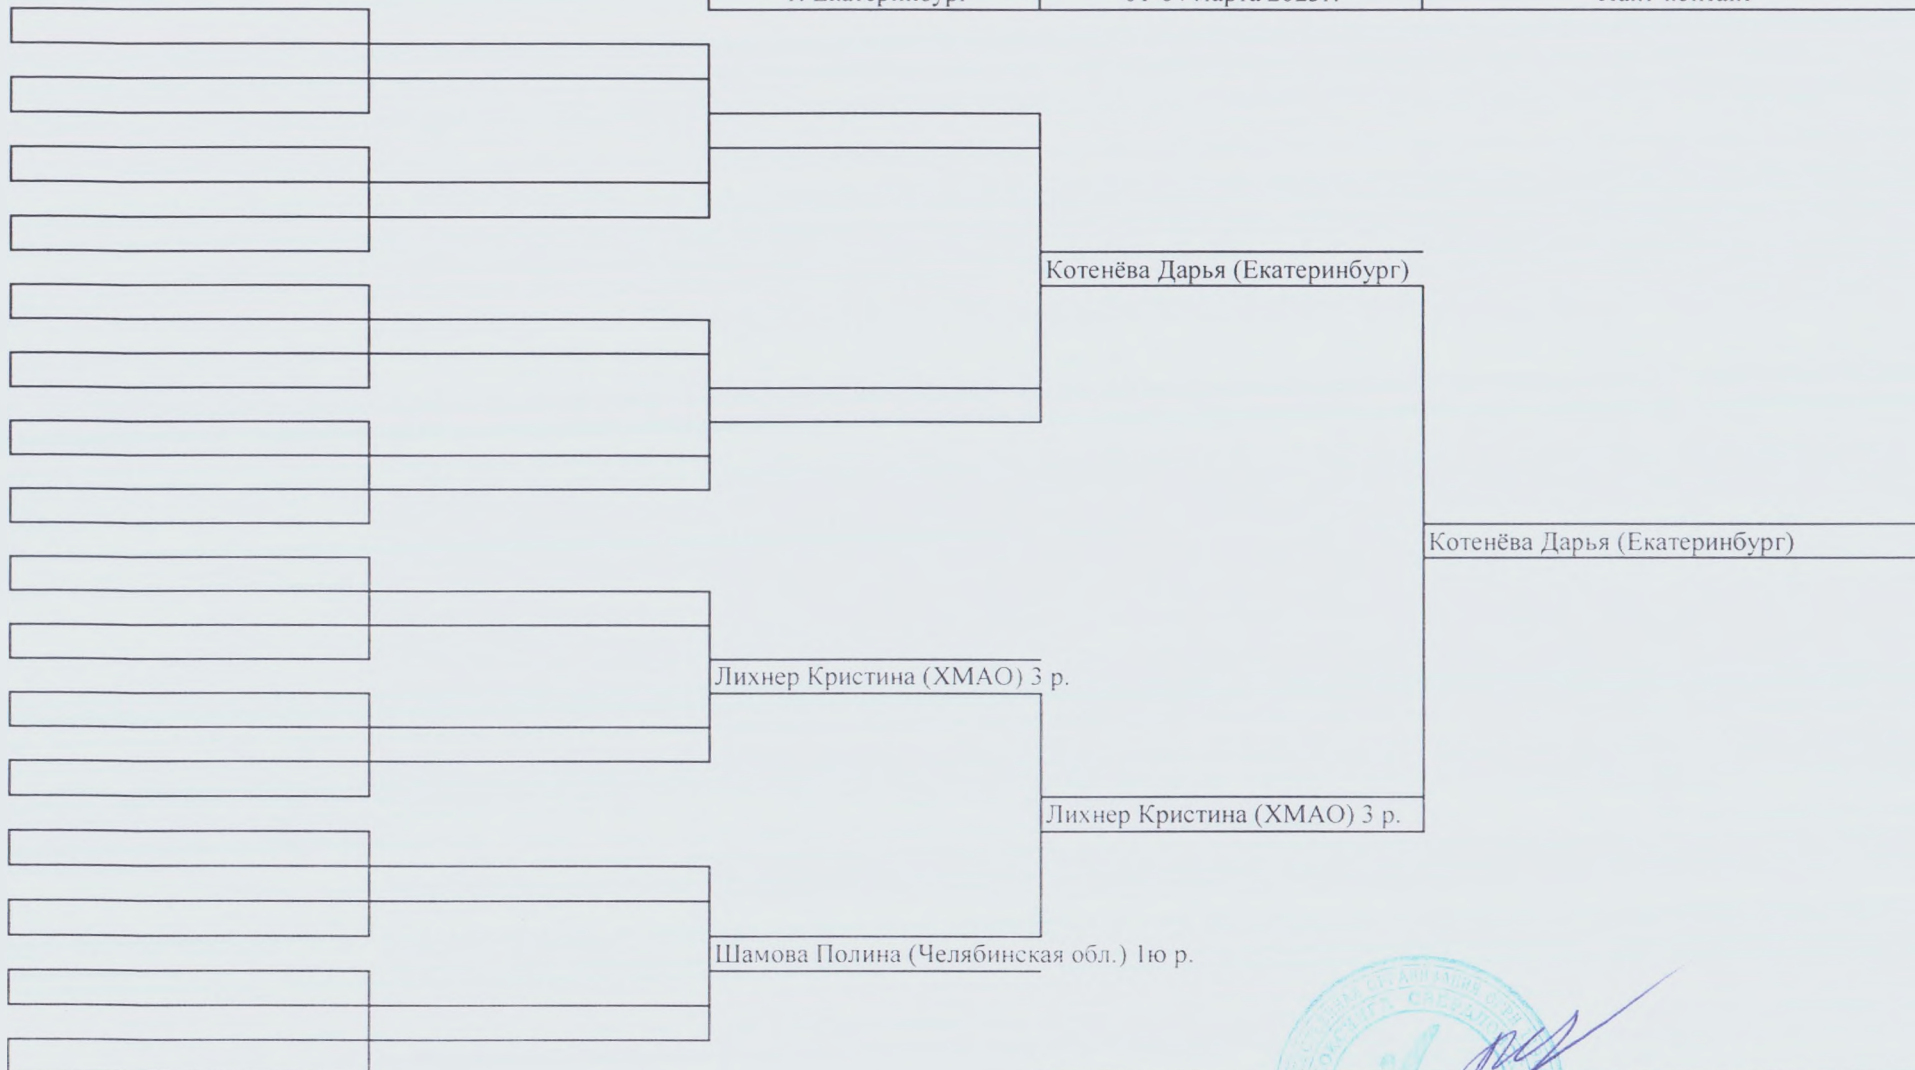 Котенёва Дарья (Екатеринбург)
Котенёва Дарья (Екатеринбург)
Лихнер Кристина (ХМАО) 3 р.
Лихнер Кристина (ХМАО) 3 р.
Шамова Полина (Челябинская обл.) 1ю р.